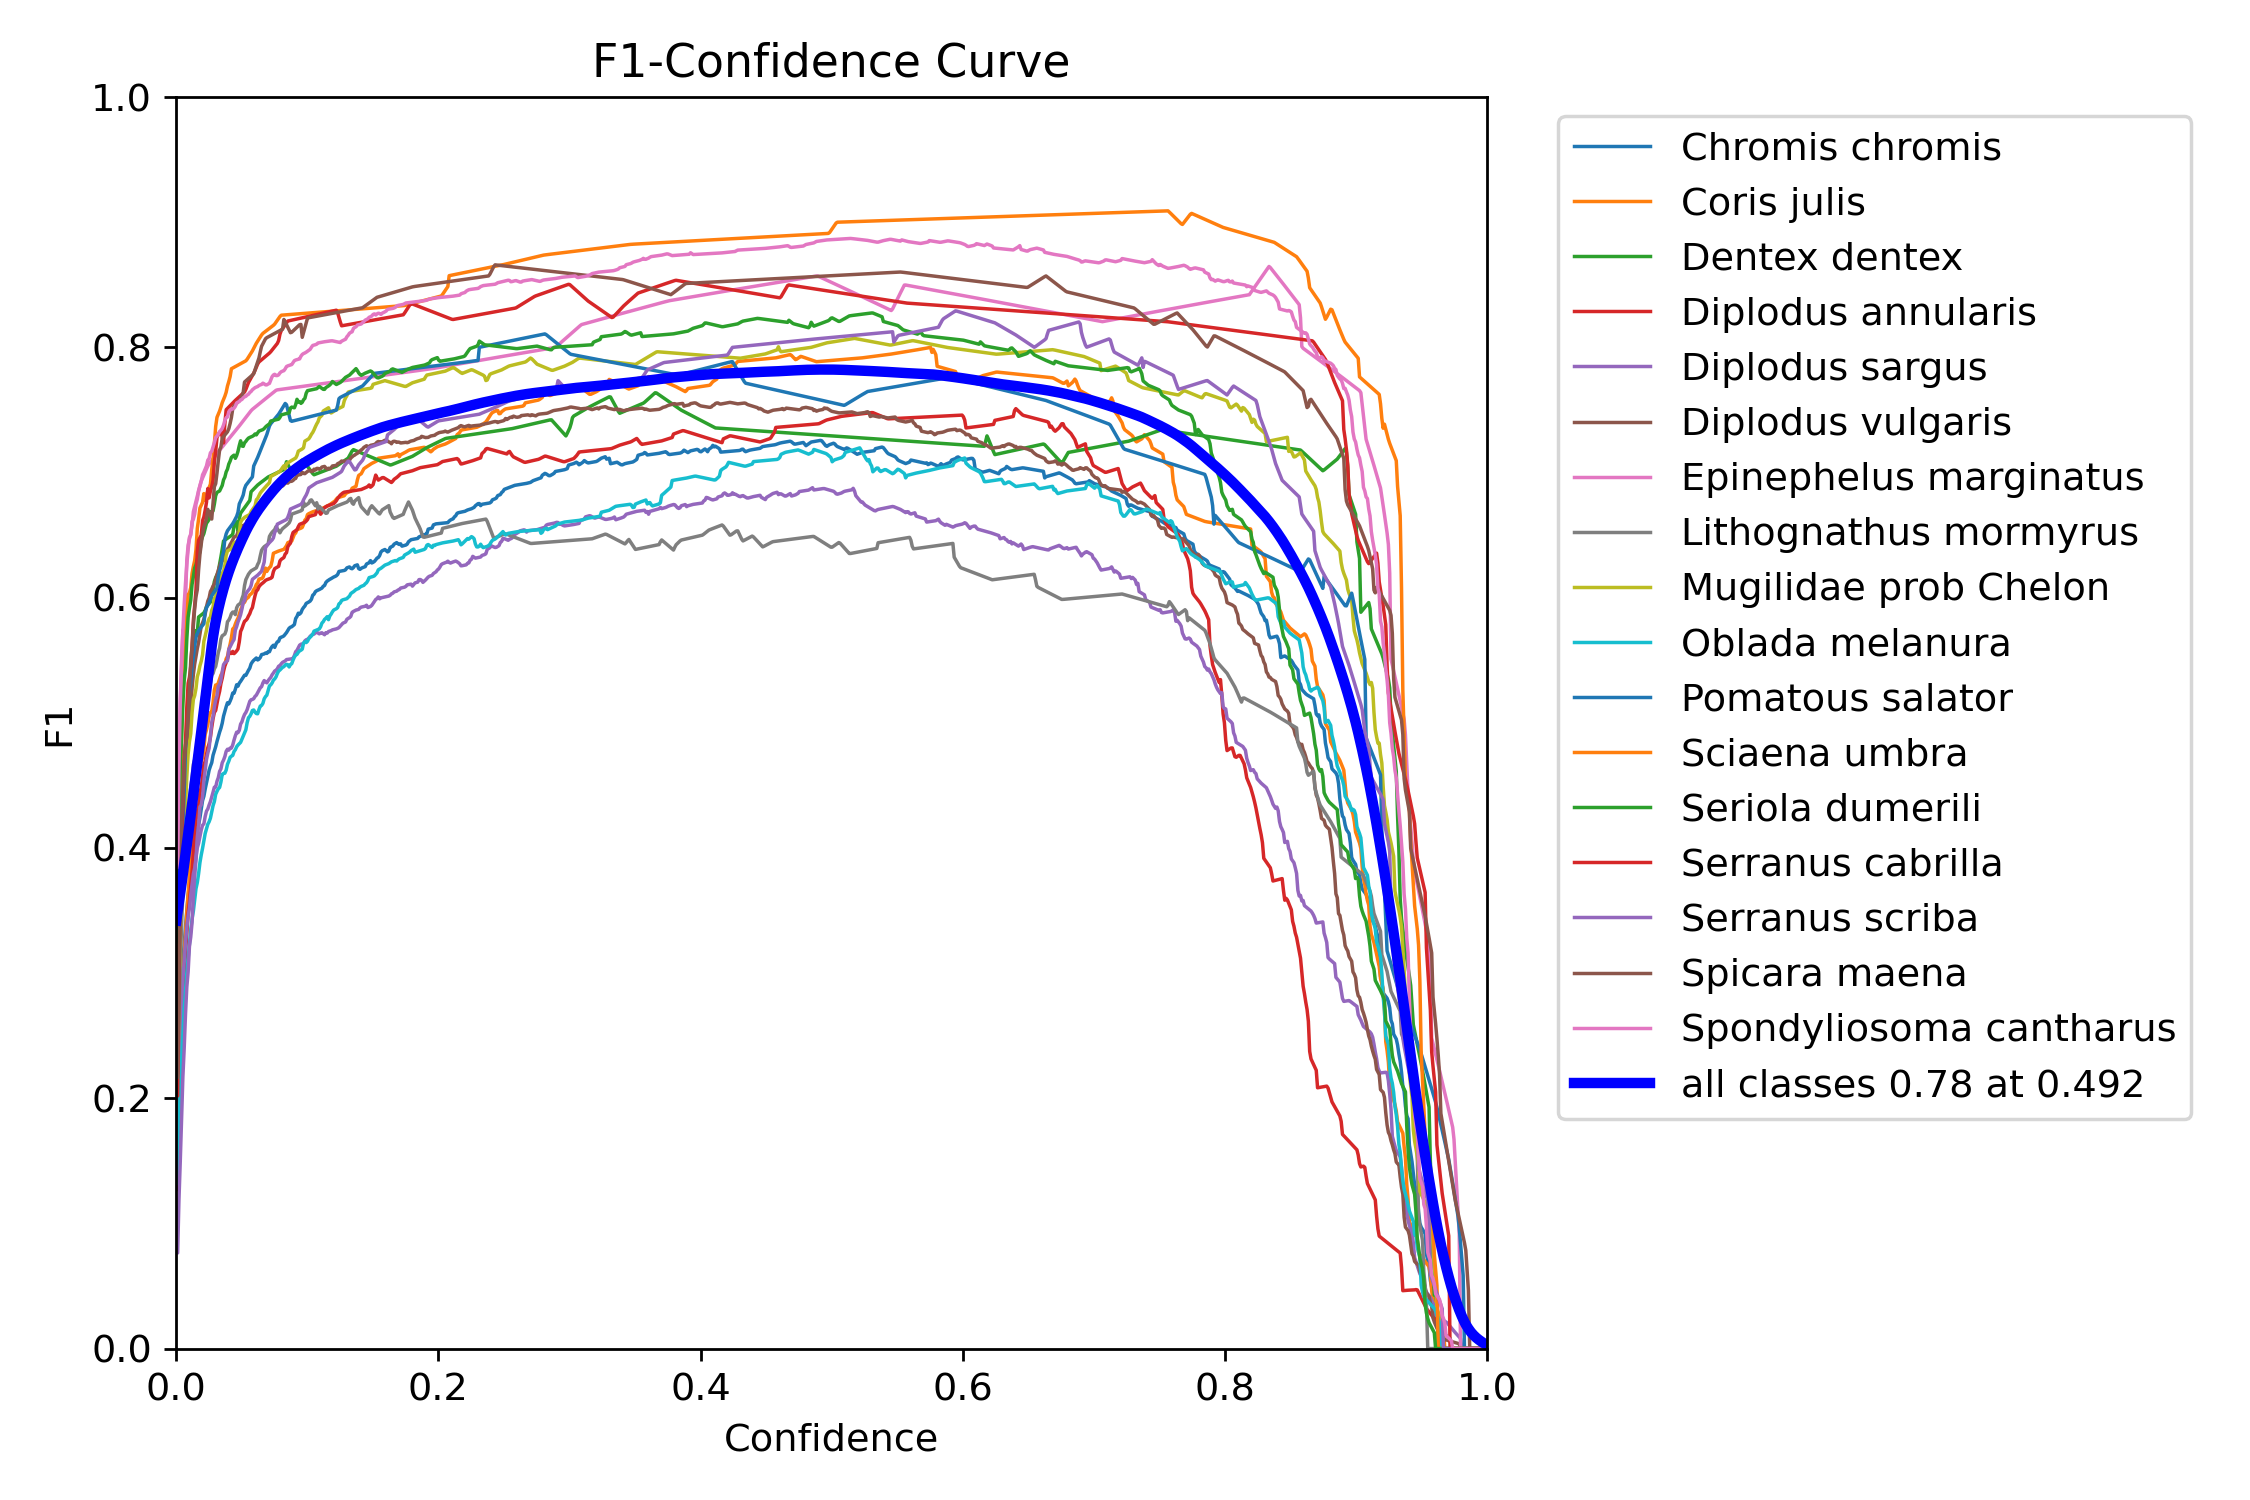 F1-Confidence Curve
1.0
0.8
0.6
0.4
0.2
0.0
F1
0.0 0.2 0.4 0.6 0.8 1.0
Confidence
Chromis chromis
Coris julis
Dentex dentex
Diplodus annularis
Diplodus sargus
Diplodus vulgaris
Epinephelus marginatus
Lithognathus mormyrus
Mugilidae prob Chelon
Oblada melanura
Pomatous salator
Sciaena umbra
Seriola dumerili
Serranus cabrilla
Serranus scriba
Spicara maena
Spondyliosoma cantharus
all classes 0.78 at 0.492